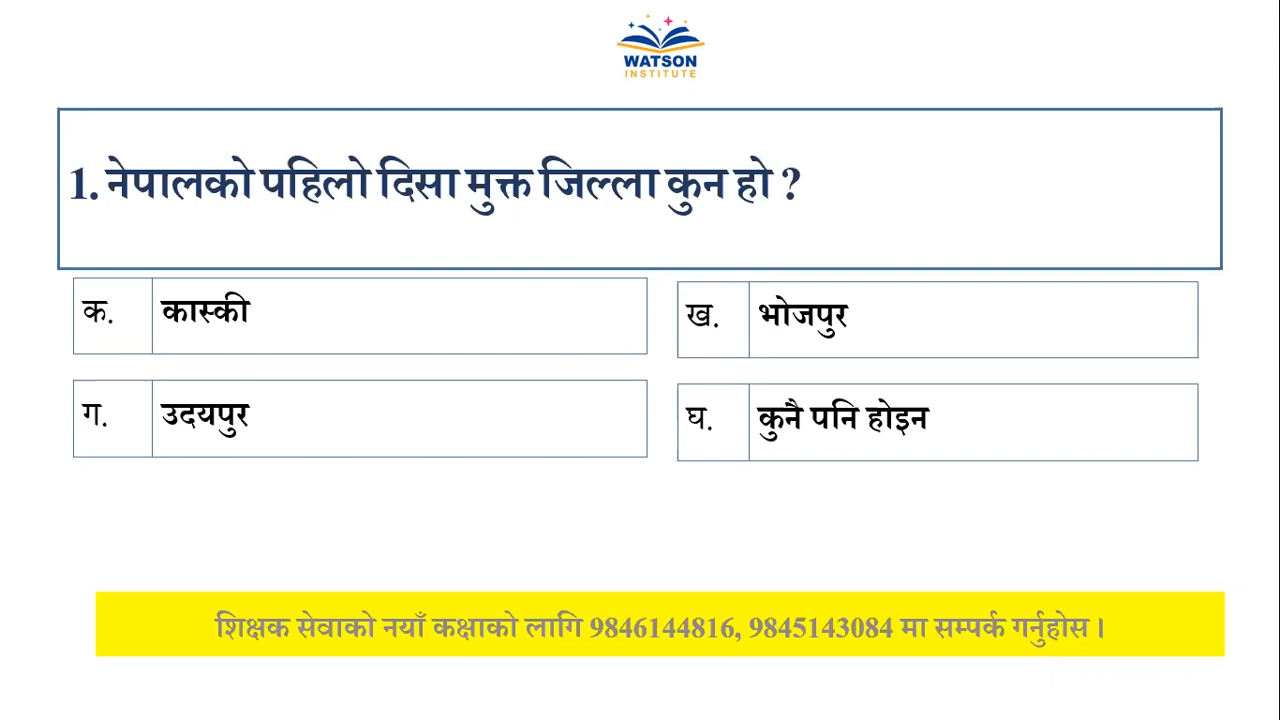 WATSON
INSTITUTE
1. नेपालको पहिलो दिसा मुक्त जिल्ला कुन हो ?
क. कास्की
ख. भोजपुर
ग. उदयपुर
घ. कुनै पनि होइन
शिक्षक सेवाको नयाँ कक्षाको लागि 9846144816, 9845143084 मा सम्पर्क गर्नुहोस ।